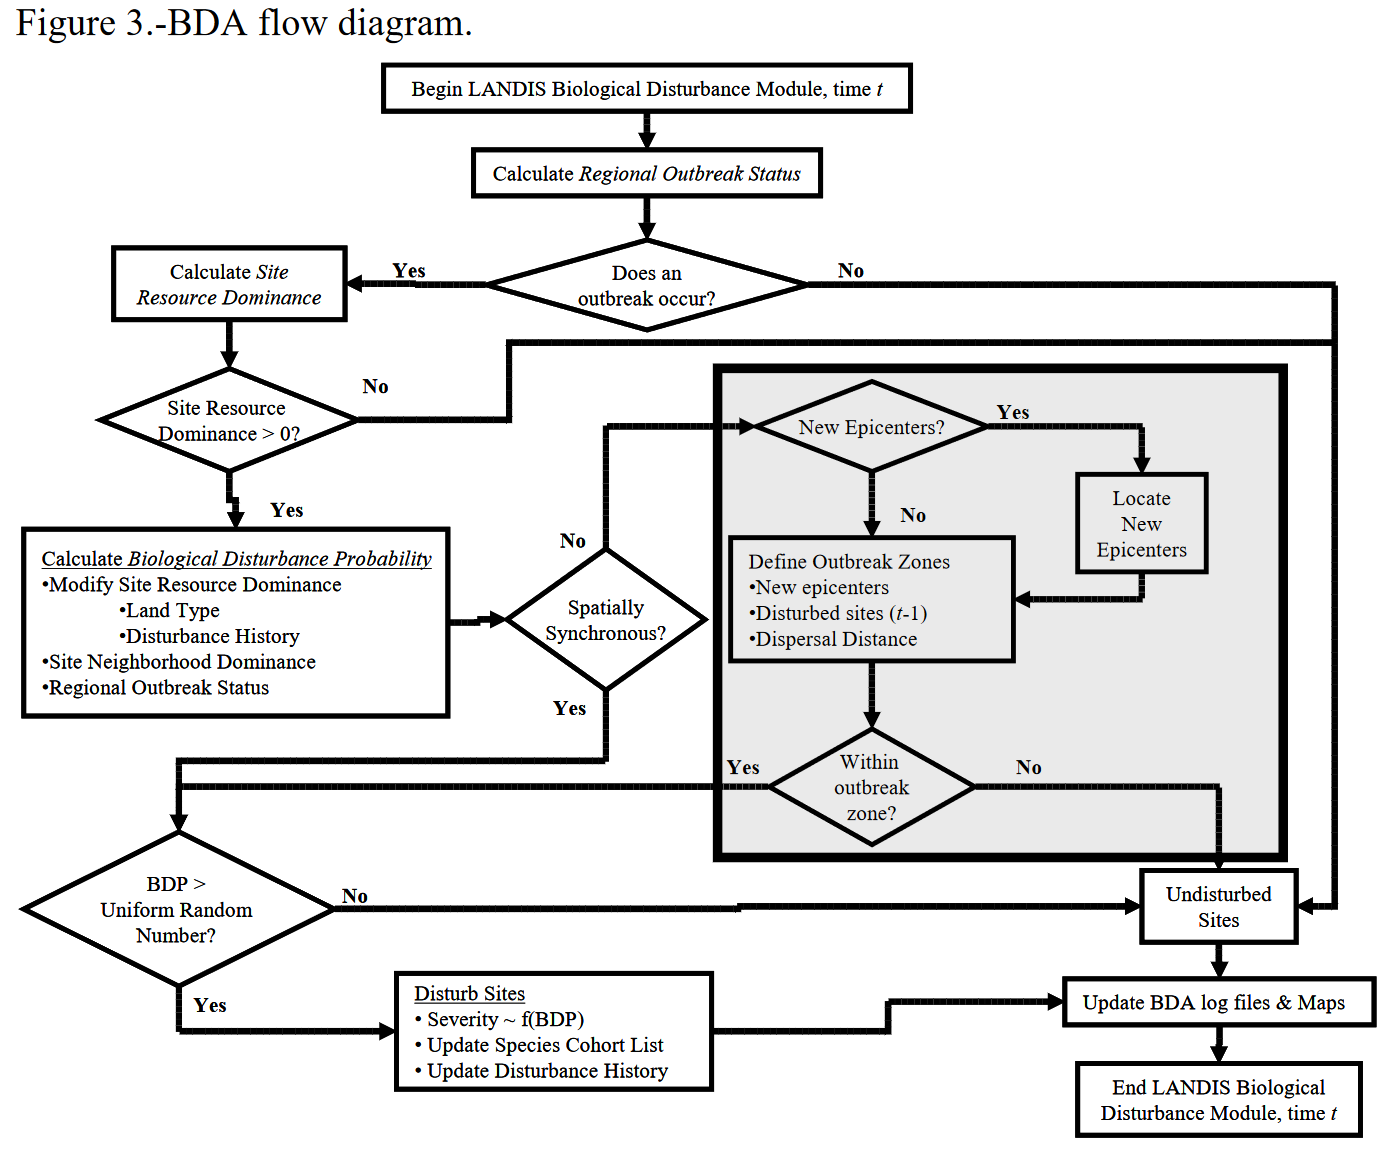 Figure 3.-BDA flow diagram.
Begin LANDIS Biological Disturbance Module, time t
Calculate Regional Outbreak Status
Does an
outbreak occur?
Yes
No
Calculate Site
Resource Dominance
Site Resource
Dominance > 0?
No
Yes
Calculate Biological Disturbance Probability
•Modify Site Resource Dominance
•Land Type
•Disturbance History
•Site Neighborhood Dominance
•Regional Outbreak Status
No
Spatially
Synchronous?
Yes
New Epicenters?
Yes
No
Locate
New
Epicenters
Define Outbreak Zones
•New epicenters
•Disturbed sites (t-1)
•Dispersal Distance
Within
outbreak
zone?
Yes
No
BDP >
Uniform Random
Number?
No
Yes
Undisturbed
Sites
Disturb Sites
• Severity ~ f(BDP)
• Update Species Cohort List
• Update Disturbance History
Update BDA log files & Maps
End LANDIS Biological
Disturbance Module, time t